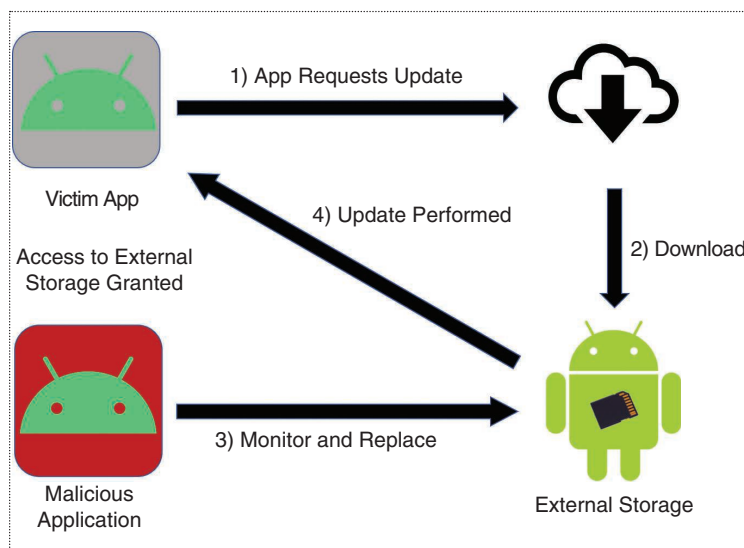 1) App Requests Update
Victim App
4) Update Performed
2) Download
Access to External
Storage Granted
3) Monitor and Replace
Malicious
Application
External Storage